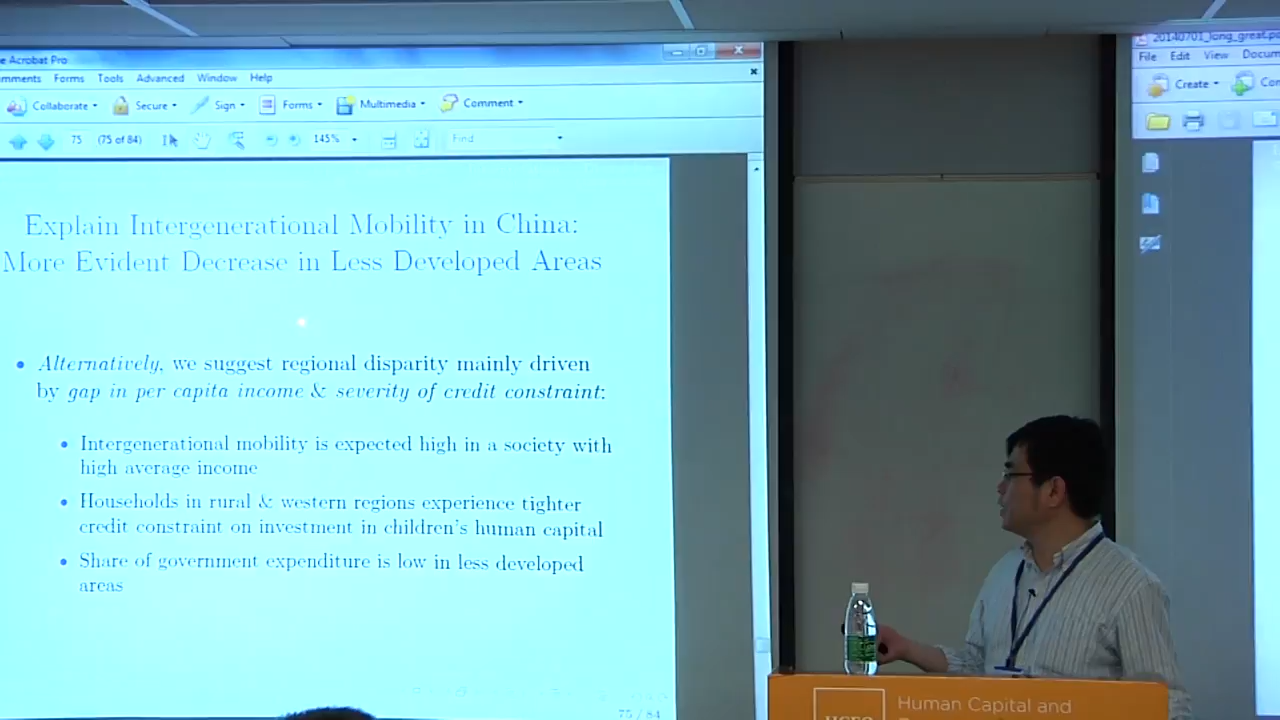 e Acrobat Pro
mments Forms Tools Advanced Window Help
Collaborate Secure Sign Forms Multimedia Comment
75 (75 of 84) 145% Find
Explain Intergenerational Mobility in China:
More Evident Decrease in Less Developed Areas
Alternatively, we suggest regional disparity mainly driven
by gap in per capita income & severity of credit constraint:
Intergenerational mobility is expected high in a society with
high average income
Households in rural & western regions experience tighter
credit constraint on investment in children's human capital
Share of government expenditure is low in less developed
areas
75 / 84
20140701_long_great.pd
File Edit View Docum
Create Con
Human Capital and